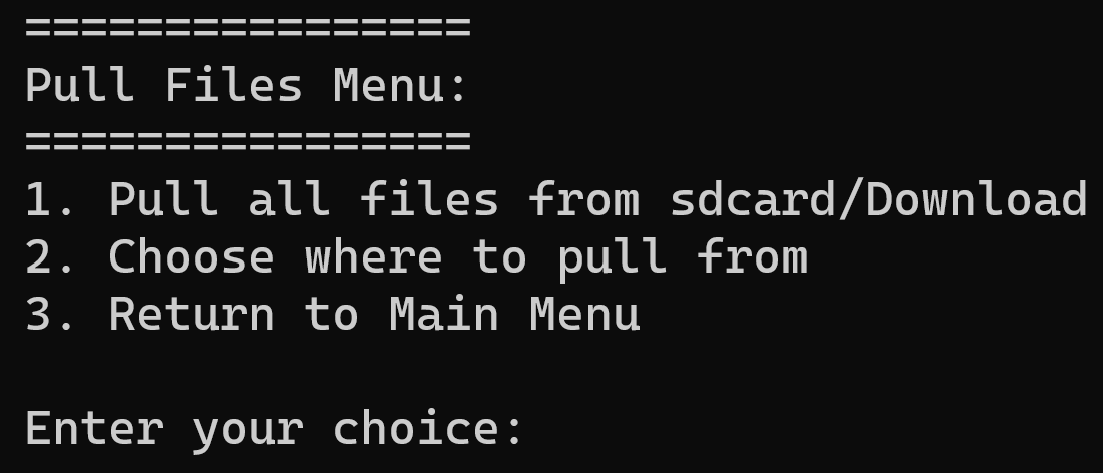 ================
Pull Files Menu:
================
1. Pull all files from sdcard/Download
2. Choose where to pull from
3. Return to Main Menu
Enter your choice: